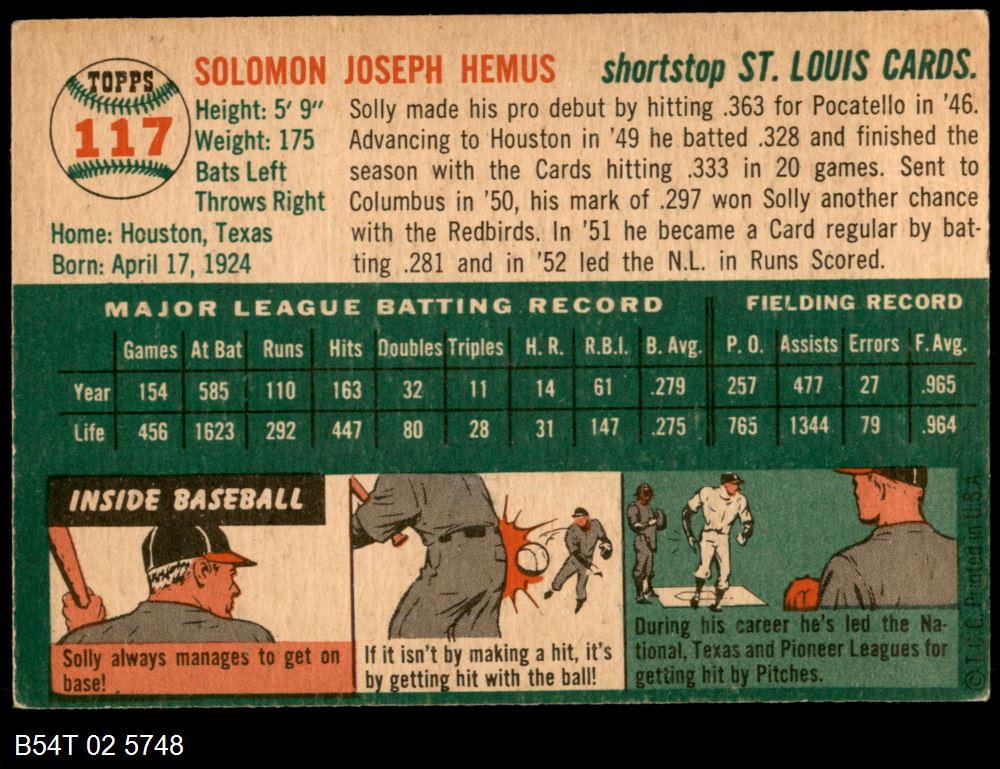 TOPPS
117
SOLOMON JOSEPH HEMUS shortstop ST. LOUIS CARDS.
Height: 5' 9"
Weight: 175
Bats Left
Throws Right
Home: Houston, Texas
Born: April 17, 1924
Solly made his pro debut by hitting .363 for Pocatello in '46.
Advancing to Houston in '49 he batted .328 and finished the
season with the Cards hitting .333 in 20 games. Sent to
Columbus in '50, his mark of .297 won Solly another chance
with the Redbirds. In '51 he became a Card regular by bat-
ting .281 and in '52 led the N.L. in Runs Scored.
MAJOR LEAGUE BATTING RECORD FIELDING RECORD
Games At Bat Runs Hits Doubles Triples H. R. R.B.I. B. Avg. P. O. Assists Errors F. Avg.
Year 154 585 110 163 32 11 14 61 .279 257 477 27 .965
Life 456 1623 292 447 80 28 31 147 .275 765 1344 79 .964
INSIDE BASEBALL
Solly always manages to get on
base!
If it isn't by making a hit, it's
by getting hit with the ball!
During his career he's led the Na-
tional, Texas and Pioneer Leagues for
getting hit by Pitches.
© T.C.G. Printed in U.S.A.
B54T 02 5748